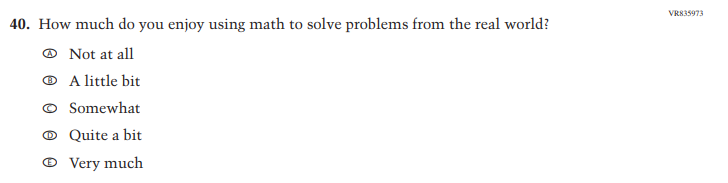 VR835973
40. How much do you enjoy using math to solve problems from the real world?
A Not at all
B A little bit
C Somewhat
D Quite a bit
E Very much